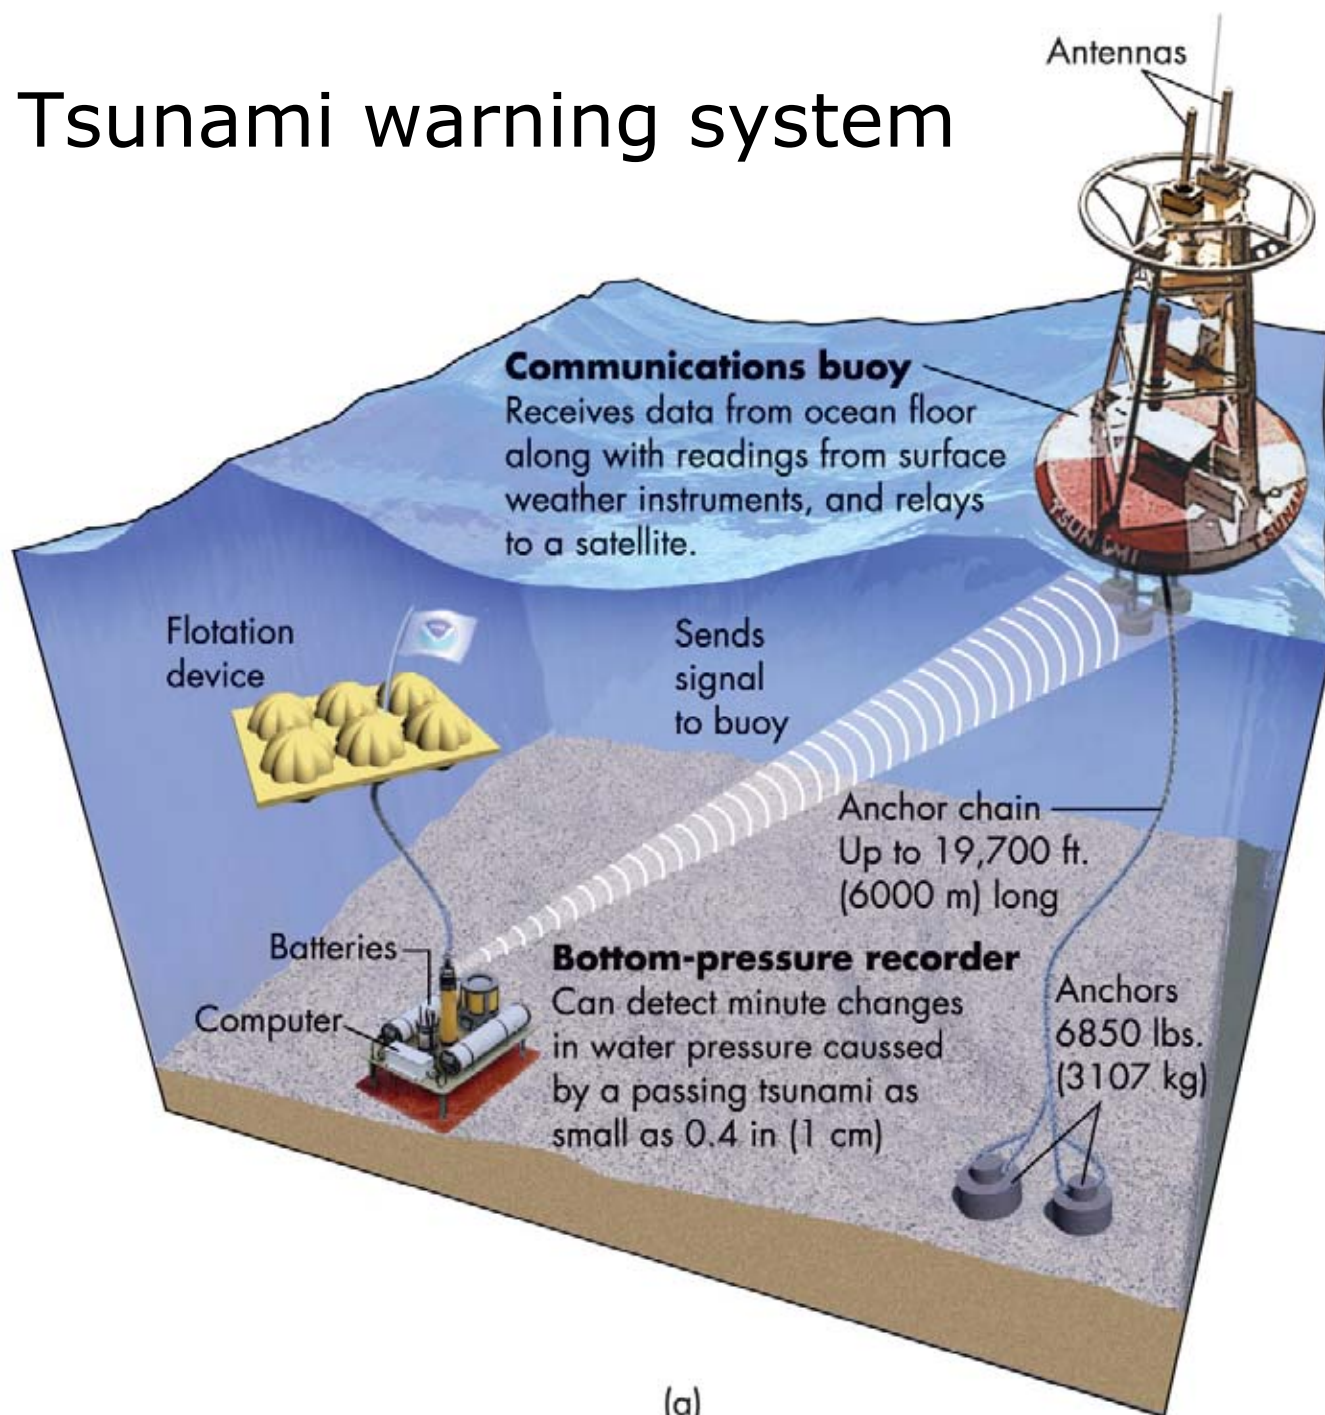 Tsunami warning system
Antennas
Communications buoy
Receives data from ocean floor
along with readings from surface
weather instruments, and relays
to a satellite.
TSUNAMI
TSUNAM
Flotation
device
Sends
signal
to buoy
Anchor chain
Up to 19,700 ft.
(6000 m) long
Batteries
Computer
Bottom-pressure recorder
Can detect minute changes
in water pressure caussed
by a passing tsunami as
small as 0.4 in (1 cm)
Anchors
6850 lbs.
(3107 kg)
(a)